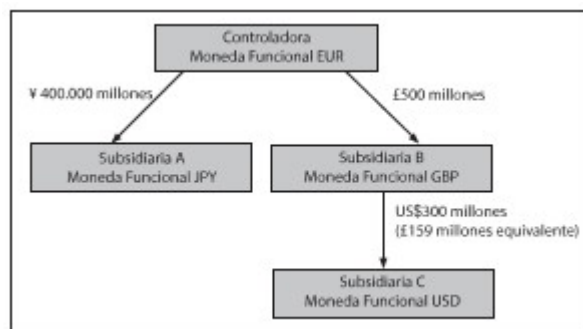 Controladora
Moneda Funcional EUR
¥ 400.000 millones
£500 millones
Subsidiaria A
Moneda Funcional JPY
Subsidiaria B
Moneda Funcional GBP
US$300 millones
(£159 millones equivalente)
Subsidiaria C
Moneda Funcional USD